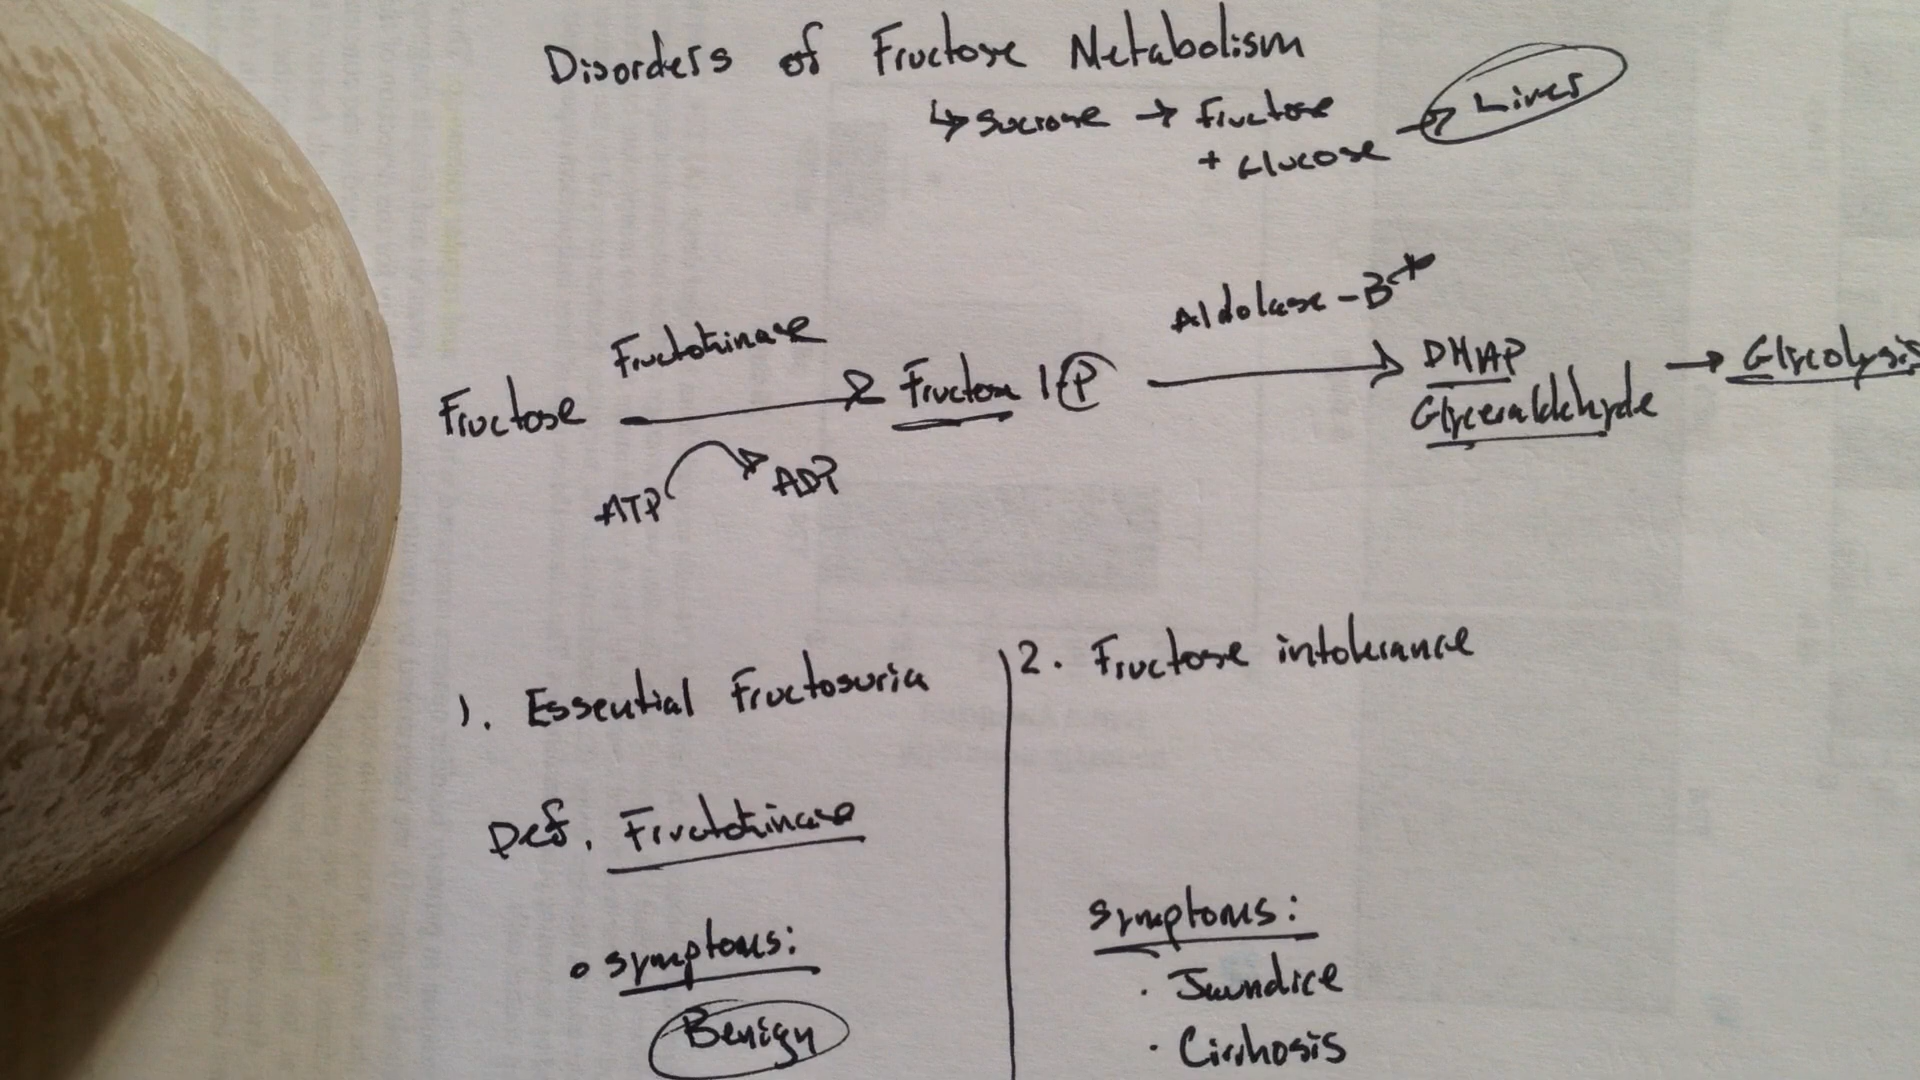 Disorders of Fructose Metabolism
↳ Sucrose → Fructose + Glucose → Liver
Fructokinase
Aldolase-B*
Fructose → Fructose 1-P → DHAP Glyceraldehyde → Glycolysis
ATP → ADP
1. Essential Fructosuria
Def. Fructokinase
Symptoms:
Benign
2. Fructose intolerance
Symptoms:
· Jaundice
· Cirrhosis